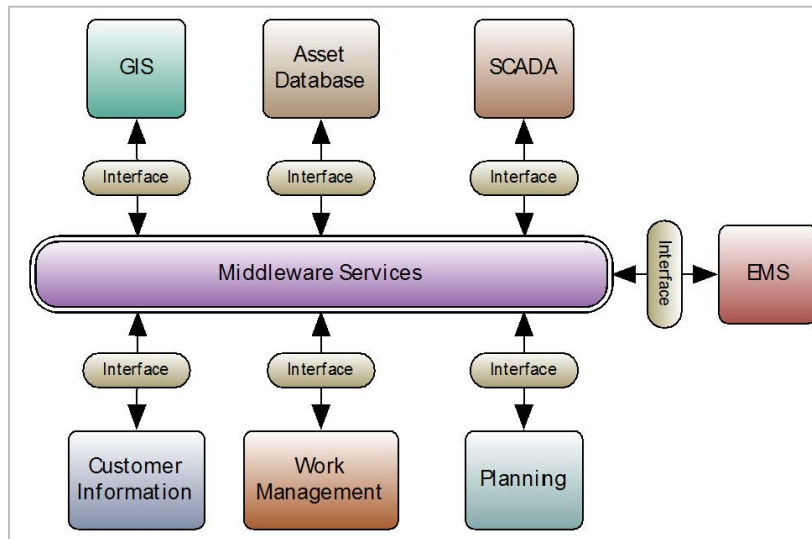 GIS
Asset
Database
SCADA
Interface
Interface
Interface
Middleware Services
Interface
EMS
Interface
Interface
Interface
Customer
Information
Work
Management
Planning